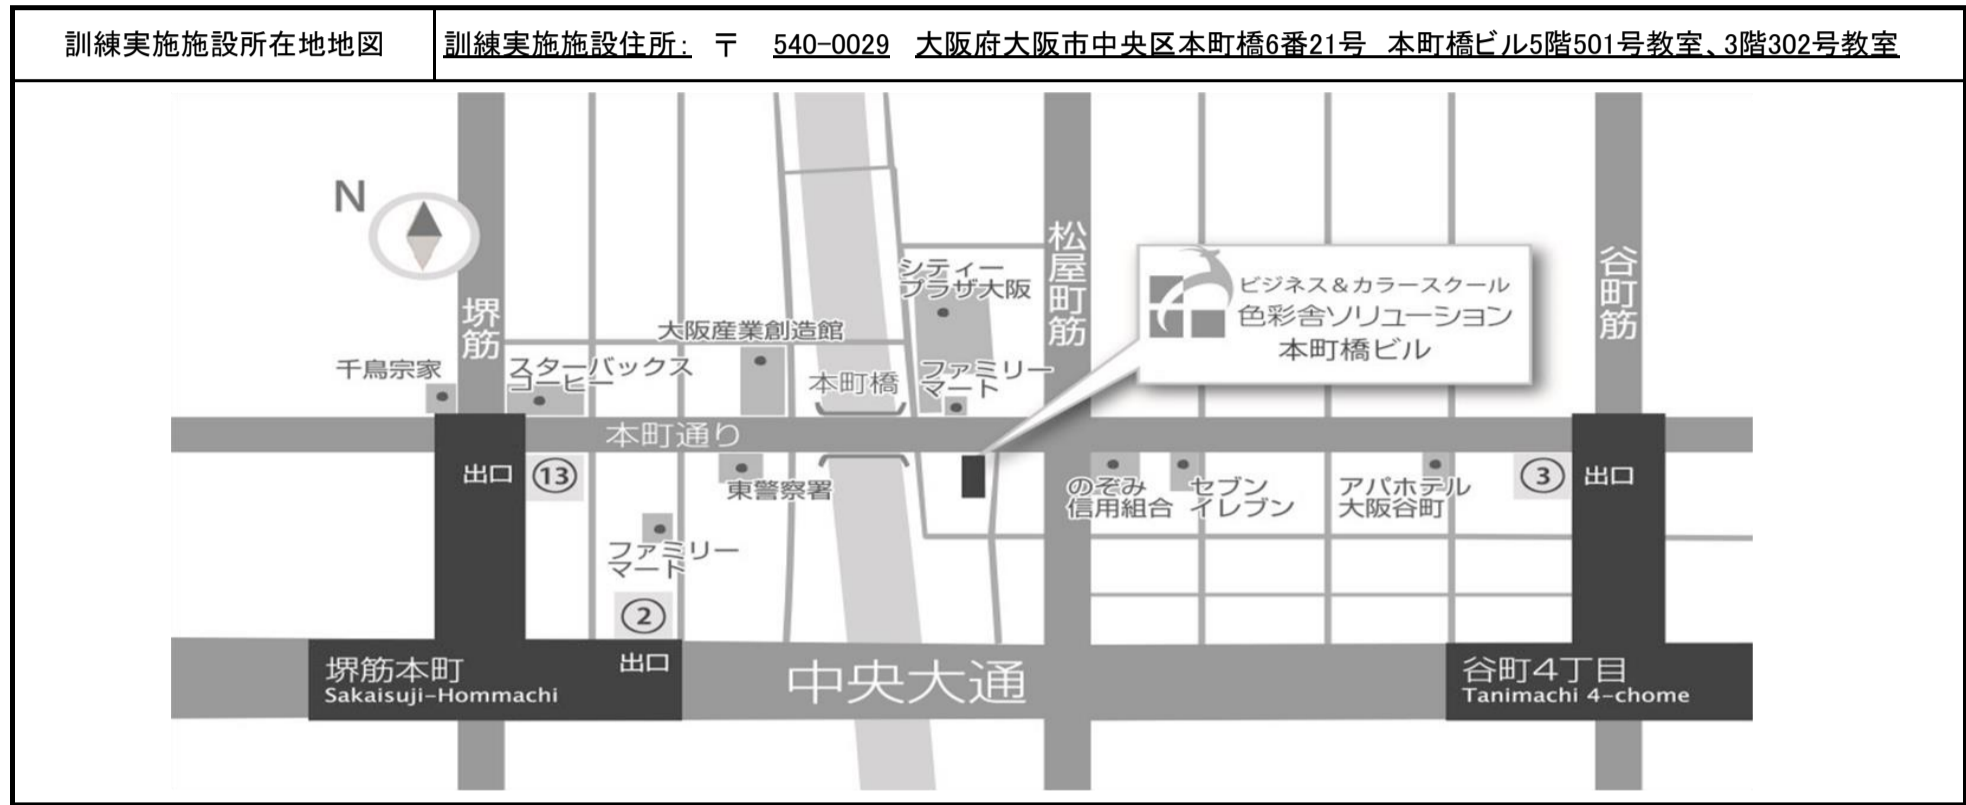 訓練実施施設所在地地図
訓練実施施設住所： 〒 540-0029 大阪府大阪市中央区本町橋6番21号 本町橋ビル5階501号教室、3階302号教室
N
堺筋
松屋町筋
谷町筋
シティー
プラザ大阪
ビジネス＆カラースクール
色彩舎ソリューション
本町橋ビル
大阪産業創造館
千鳥宗家
スターバックス
コーヒー
本町橋
ファミリー
マート
本町通り
出口
13
東警察署
のぞみ
信用組合
セブン
イレブン
アパホテル
大阪谷町
3
出口
ファミリー
マート
2
出口
堺筋本町
Sakaisuji-Hommachi
中央大通
谷町4丁目
Tanimachi 4-chome